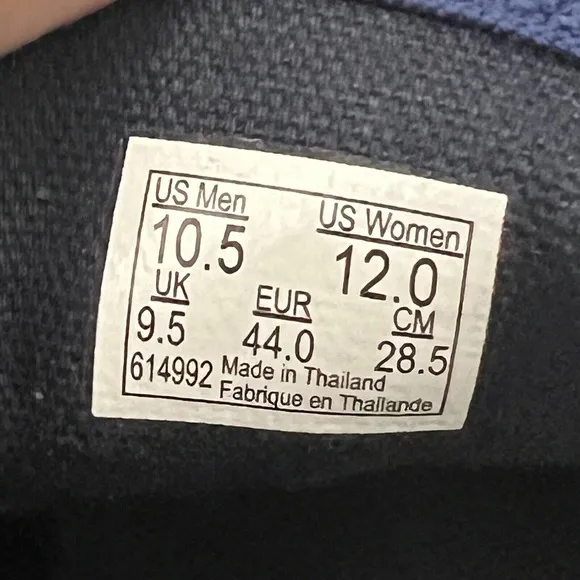 US Men
US Women
10.5
12.0
UK
EUR
CM
9.5
44.0
28.5
614992
Made in Thailand
Fabrique en Thaïlande